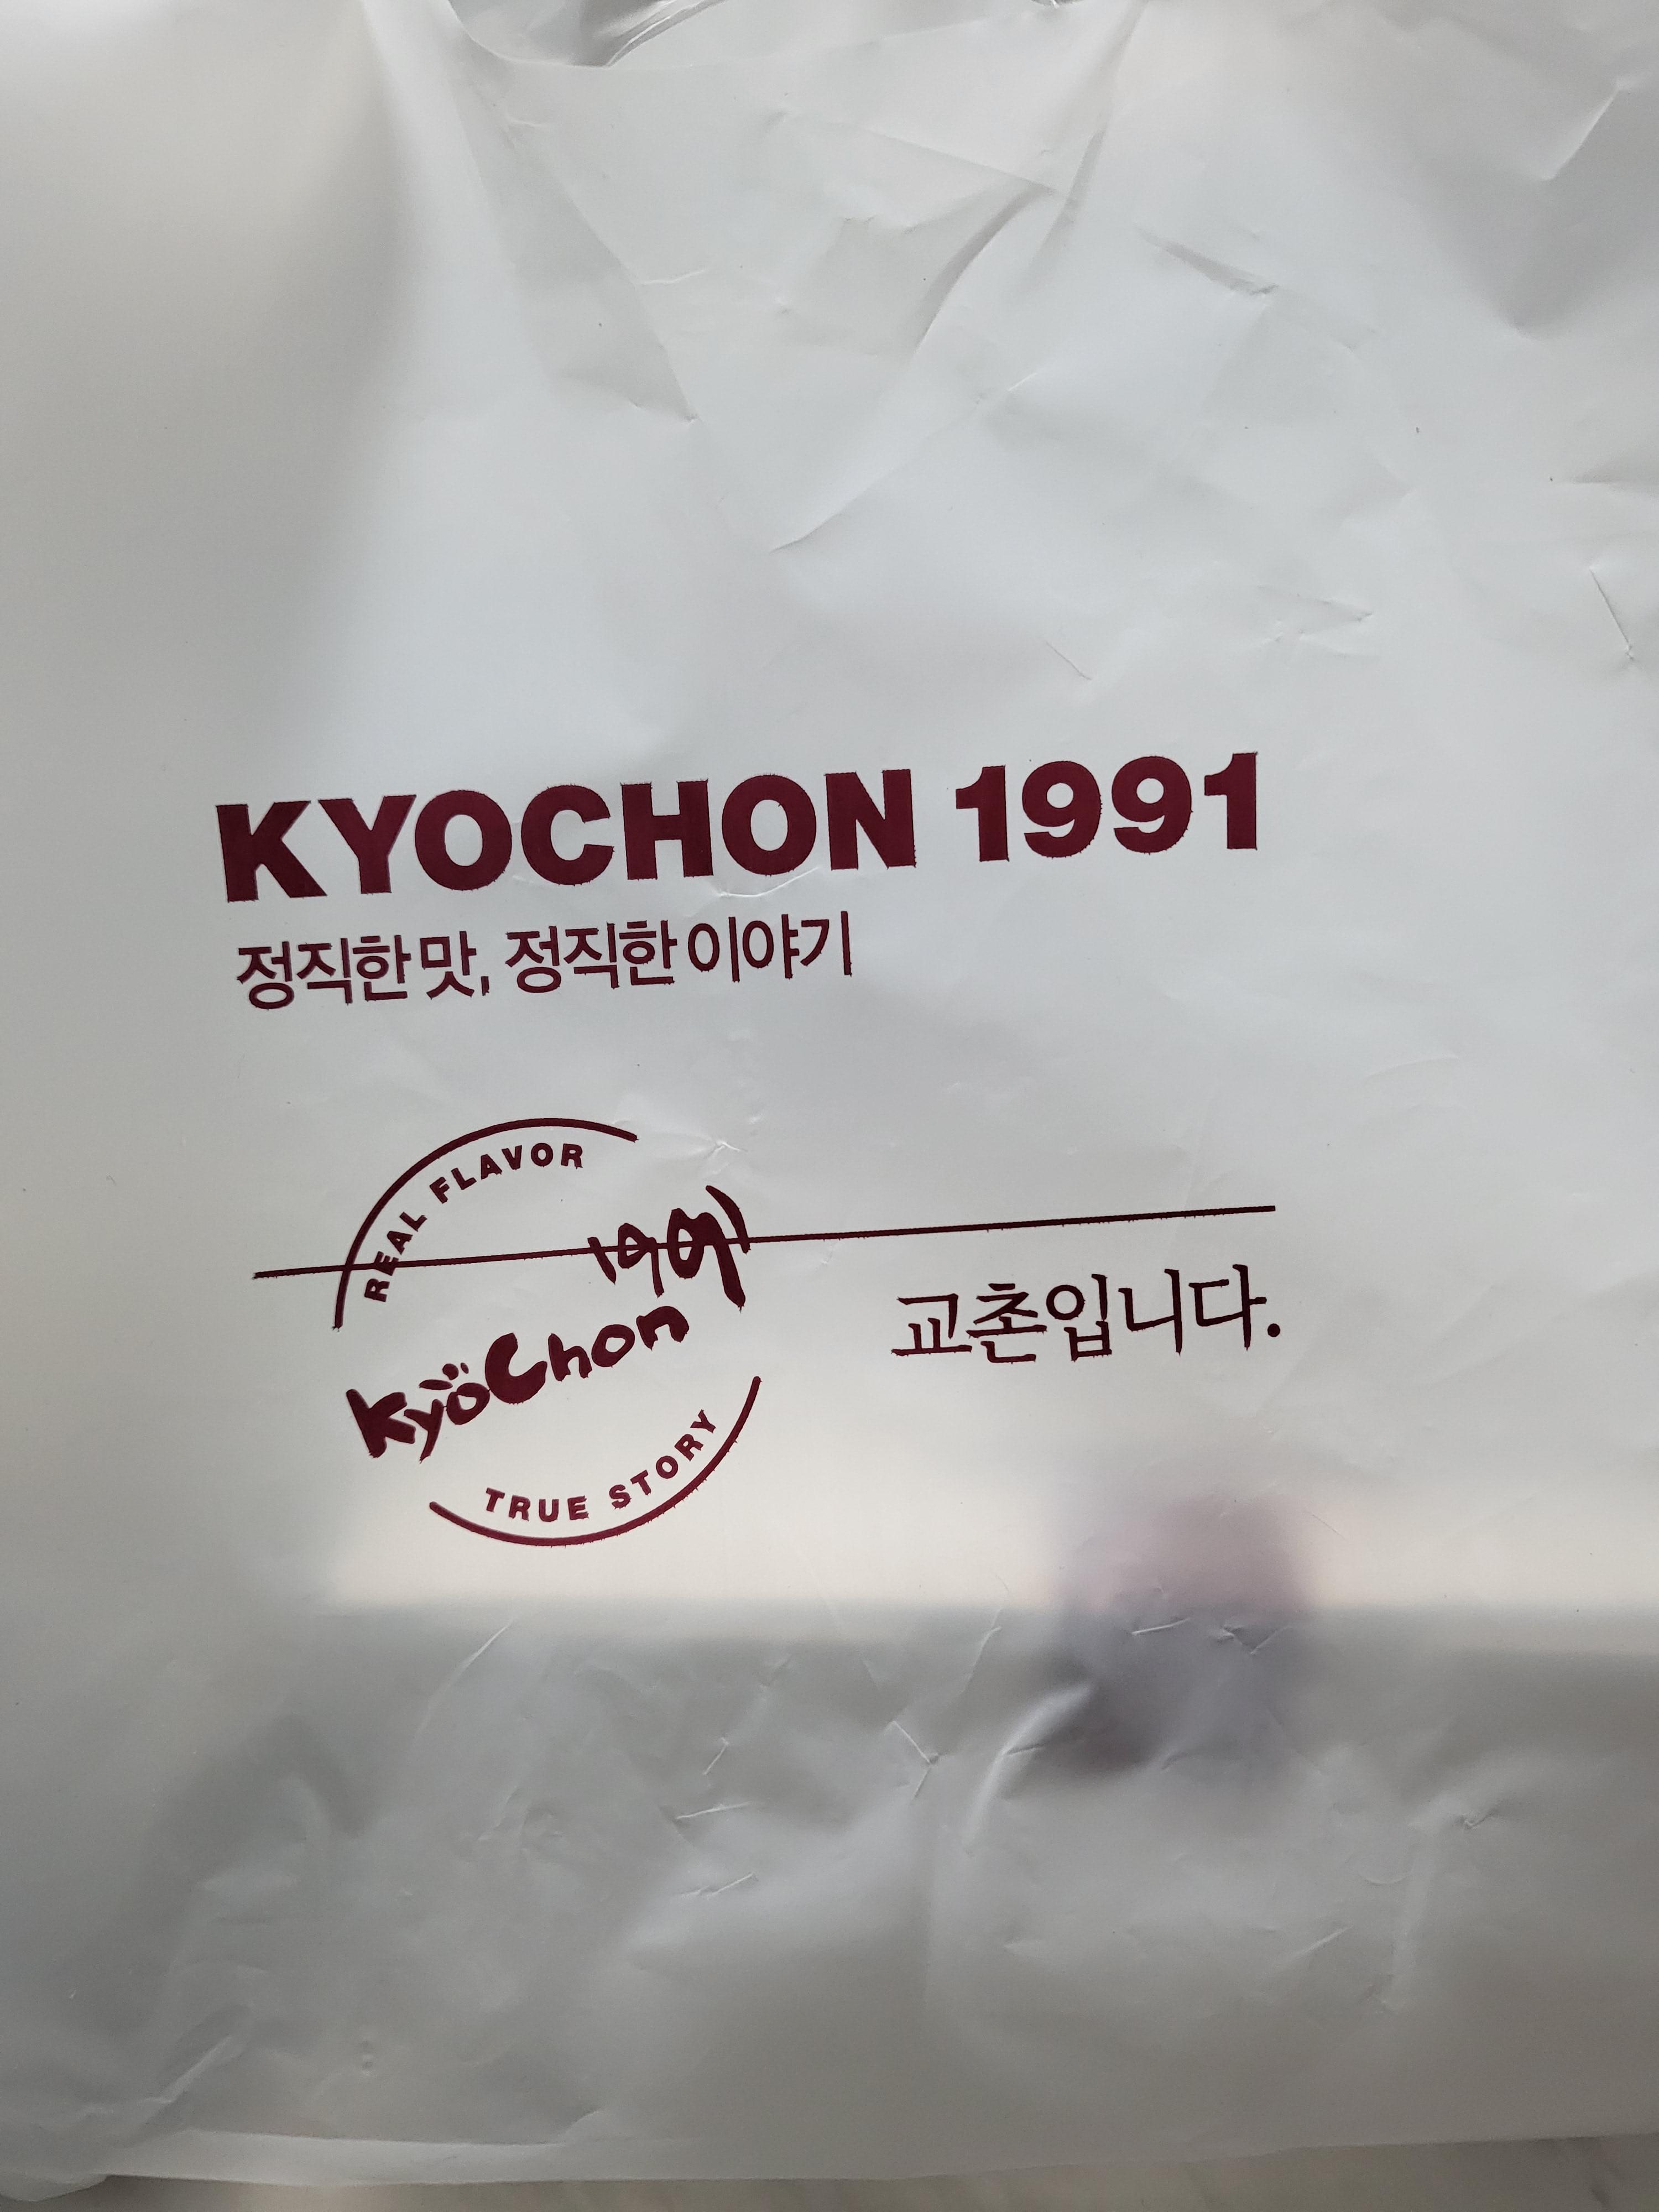 KYOCHON 1991
정직한 맛, 정직한 이야기
REAL FLAVOR
1991
kyochon
TRUE STORY
교촌입니다.